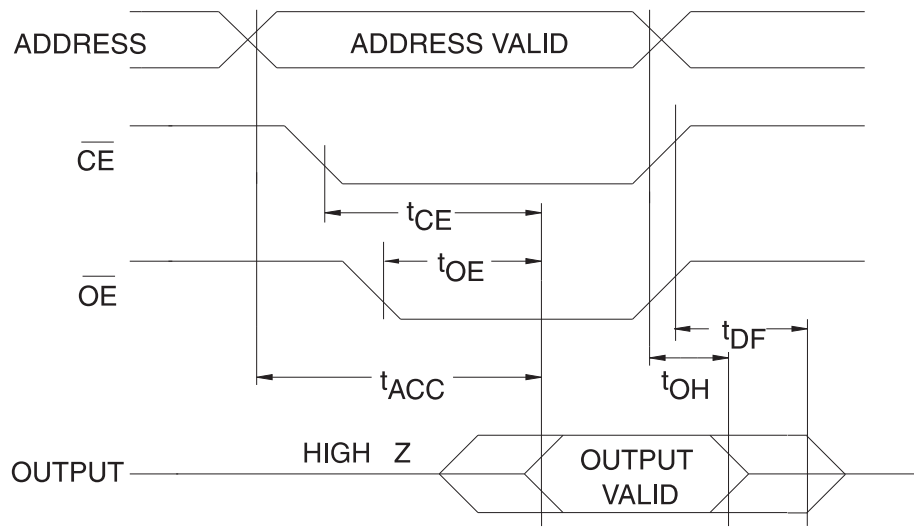 ADDRESS
ADDRESS VALID
CE
tCE
tOE
OE
tDF
tACC
tOH
HIGH Z
OUTPUT
OUTPUT
VALID